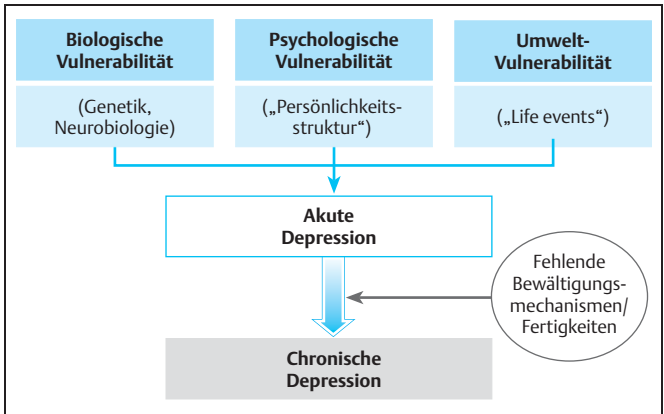 Biologische
Vulnerabilität
(Genetik,
Neurobiologie)
Psychologische
Vulnerabilität
(„Persönlichkeits-
struktur“)
Umwelt-
Vulnerabilität
(„Life events“)
Akute
Depression
Fehlende
Bewältigungs-
mechanismen/
Fertigkeiten
Chronische
Depression